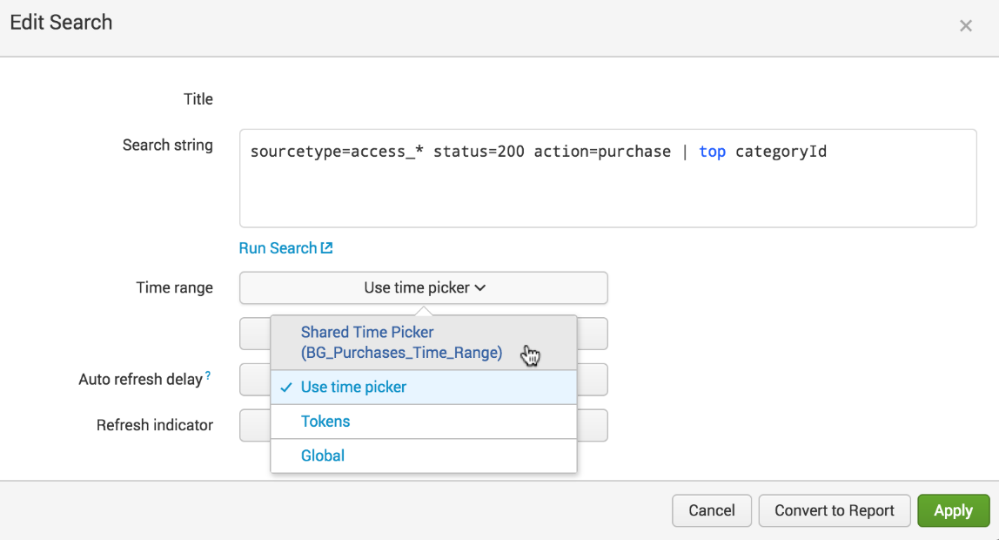 Edit Search
×
Title
Search string
sourcetype=access_* status=200 action=purchase | top categoryId
Run Search
Time range
Use time picker
Shared Time Picker
(BG_Purchases_Time_Range)
Auto refresh delay ?
✓ Use time picker
Refresh indicator
Tokens
Global
Cancel
Convert to Report
Apply